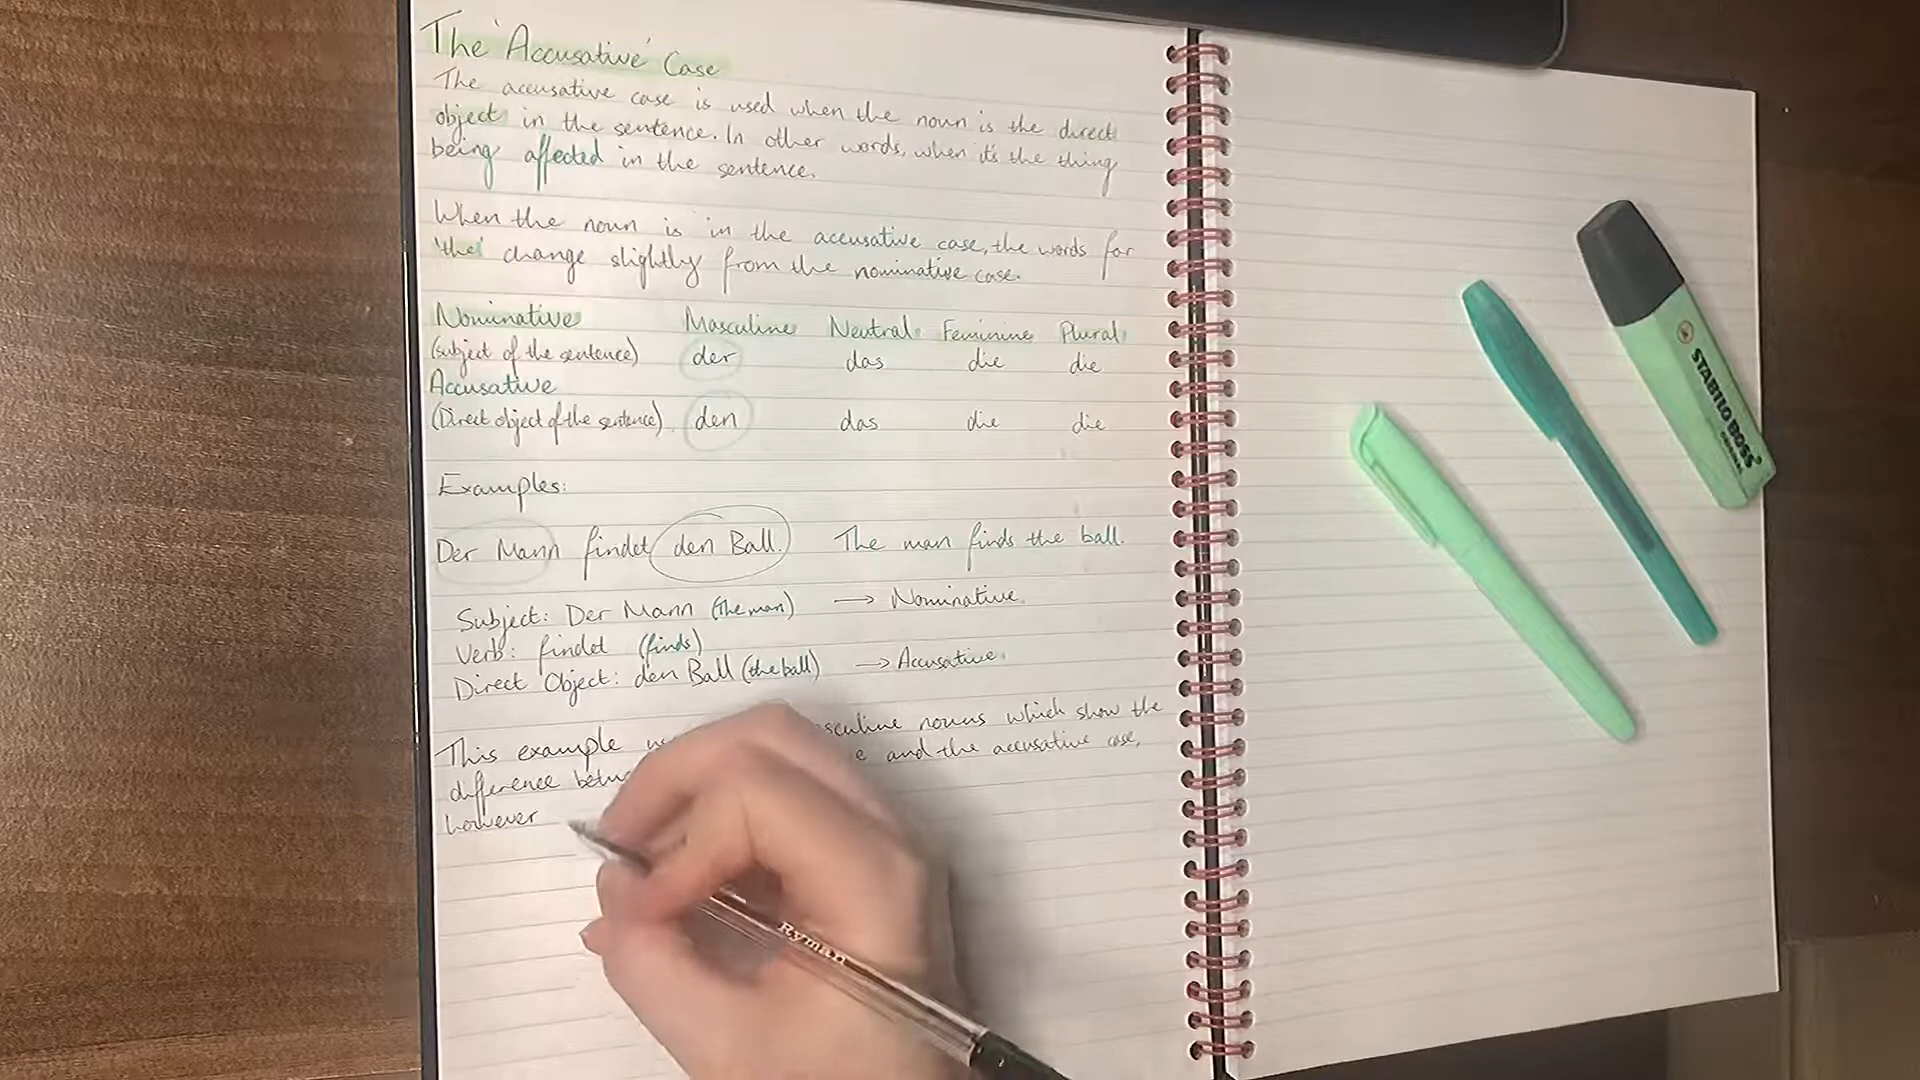 The 'Accusative' Case
The accusative case is used when the noun is the direct
object in the sentence. In other words, when it's the thing
being affected in the sentence.
When the noun is in the accusative case, the words for
'the' change slightly from the nominative case.
Nominative Masculine Neutral Feminine Plural
(subject of the sentence) der das die die
Accusative
(Direct object of the sentence) den das die die
Examples:
Der Mann findet den Ball. The man finds the ball.
Subject: Der Mann (the man) → Nominative
Verb: findet (finds)
Direct Object: den Ball (the ball) → Accusative
This example nouns which show the
difference and the accusative case,
however
Ryman
STABILO BOSS
ORIGINAL